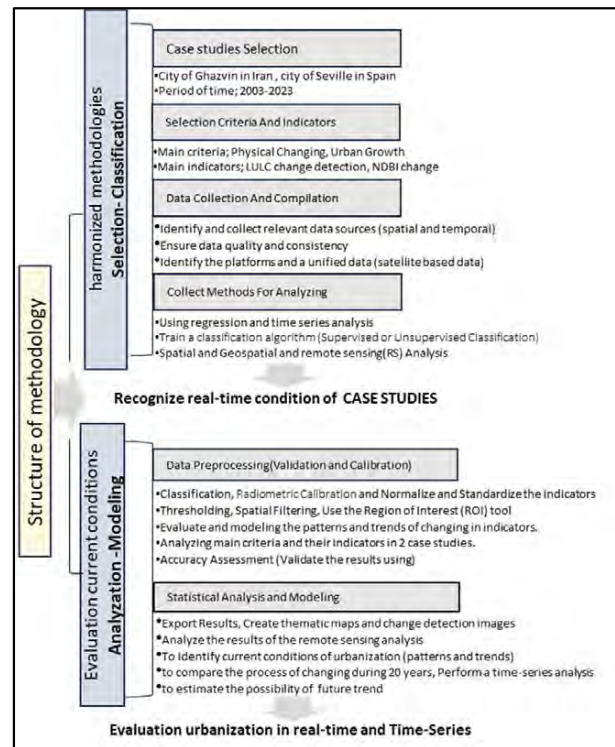 Structure of methodology
harmonized methodologies
Selection- Classification
Case studies Selection
•City of Ghazvin in Iran , city of Seville in Spain
•Period of time; 2003-2023
Selection Criteria And Indicators
•Main criteria; Physical Changing, Urban Growth
•Main indicators; LULC change detection, NDBI change
Data Collection And Compilation
•Identify and collect relevant data sources (spatial and temporal)
•Ensure data quality and consistency
•Identify the platforms and a unified data (satellite based data)
Collect Methods For Analyzing
•Using regression and time series analysis
•Train a classification algorithm (Supervised or Unsupervised Classification)
•Spatial and Geospatial and remote sensing(RS) Analysis
Recognize real-time condition of CASE STUDIES
Evaluation current conditions
Analyzation -Modeling
Data Preprocessing(Validation and Calibration)
•Classification, Radiometric Calibration and Normalize and Standardize the indicators
•Thresholding, Spatial Filtering, Use the Region of Interest (ROI) tool
•Evaluate and modeling the patterns and trends of changing in indicators.
•Analyzing main criteria and their indicators in 2 case studies.
•Accuracy Assessment (Validate the results using)
Statistical Analysis and Modeling
•Export Results, Create thematic maps and change detection images
•Analyze the results of the remote sensing analysis
•To Identify current conditions of urbanization (patterns and trends)
•to compare the process of changing during 20 years, Perform a time-series analysis
•to estimate the possibility of future trend
Evaluation urbanization in real-time and Time-Series